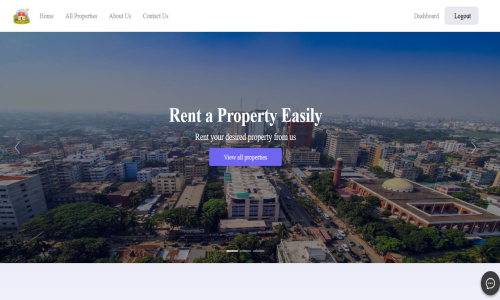 Home All Properties About Us Contact Us Dashboard Logout
Rent a Property Easily
Rent your desired property from us
View all properties